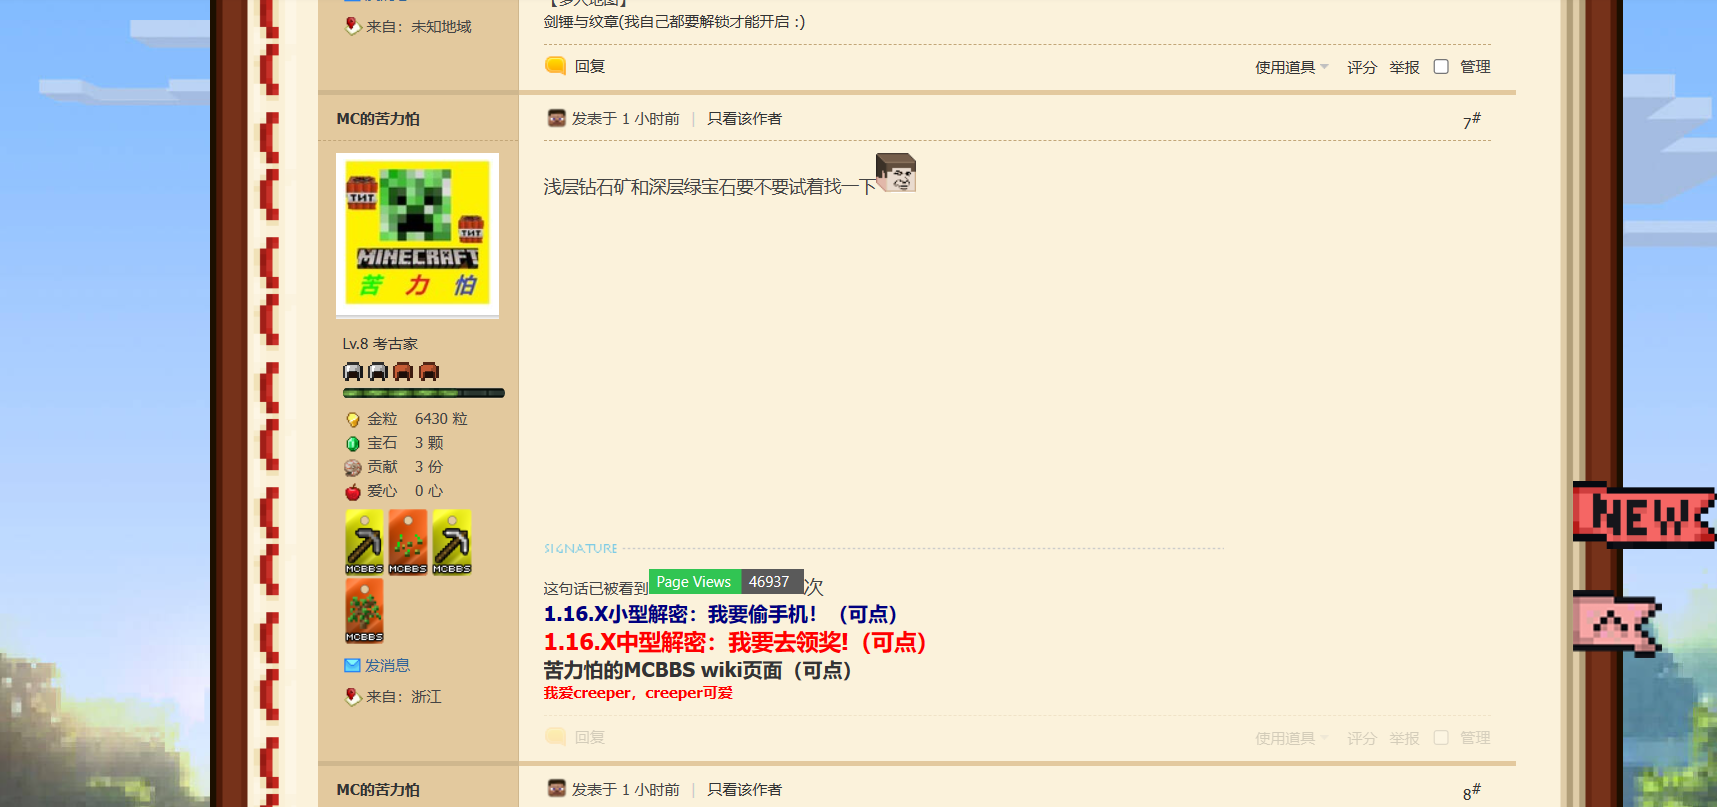 来自：未知地域
剑锤与纹章(我自己都要解锁才能开启 :)
回复
使用道具 评分 举报 管理
MC的苦力怕
发表于 1 小时前 | 只看该作者
7#
浅层钻石矿和深层绿宝石要不要试着找一下
TNT
TNT
MINECRAFT
苦力怕
Lv.8 考古家
金粒 6430 粒
宝石 3 颗
贡献 3 份
爱心 0 心
MCBBS MCBBS MCBBS
MCBBS
发消息
来自：浙江
SIGNATURE
这句话已被看到Page Views 46937次
1.16.X小型解密：我要偷手机！（可点）
1.16.X中型解密：我要去领奖!（可点）
苦力怕的MCBBS wiki页面（可点）
我爱creeper，creeper可爱
回复
使用道具 评分 举报 管理
NEW
MC的苦力怕
发表于 1 小时前 | 只看该作者
8#